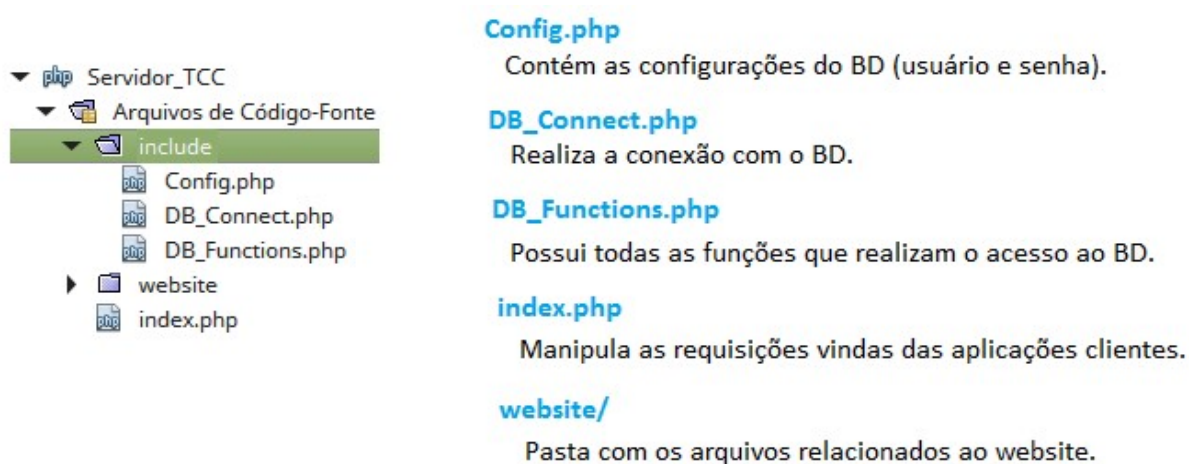 Servidor_TCC
Arquivos de Código-Fonte
include
Config.php
DB_Connect.php
DB_Functions.php
website
index.php
Config.php
Contém as configurações do BD (usuário e senha).
DB_Connect.php
Realiza a conexão com o BD.
DB_Functions.php
Possui todas as funções que realizam o acesso ao BD.
index.php
Manipula as requisições vindas das aplicações clientes.
website/
Pasta com os arquivos relacionados ao website.